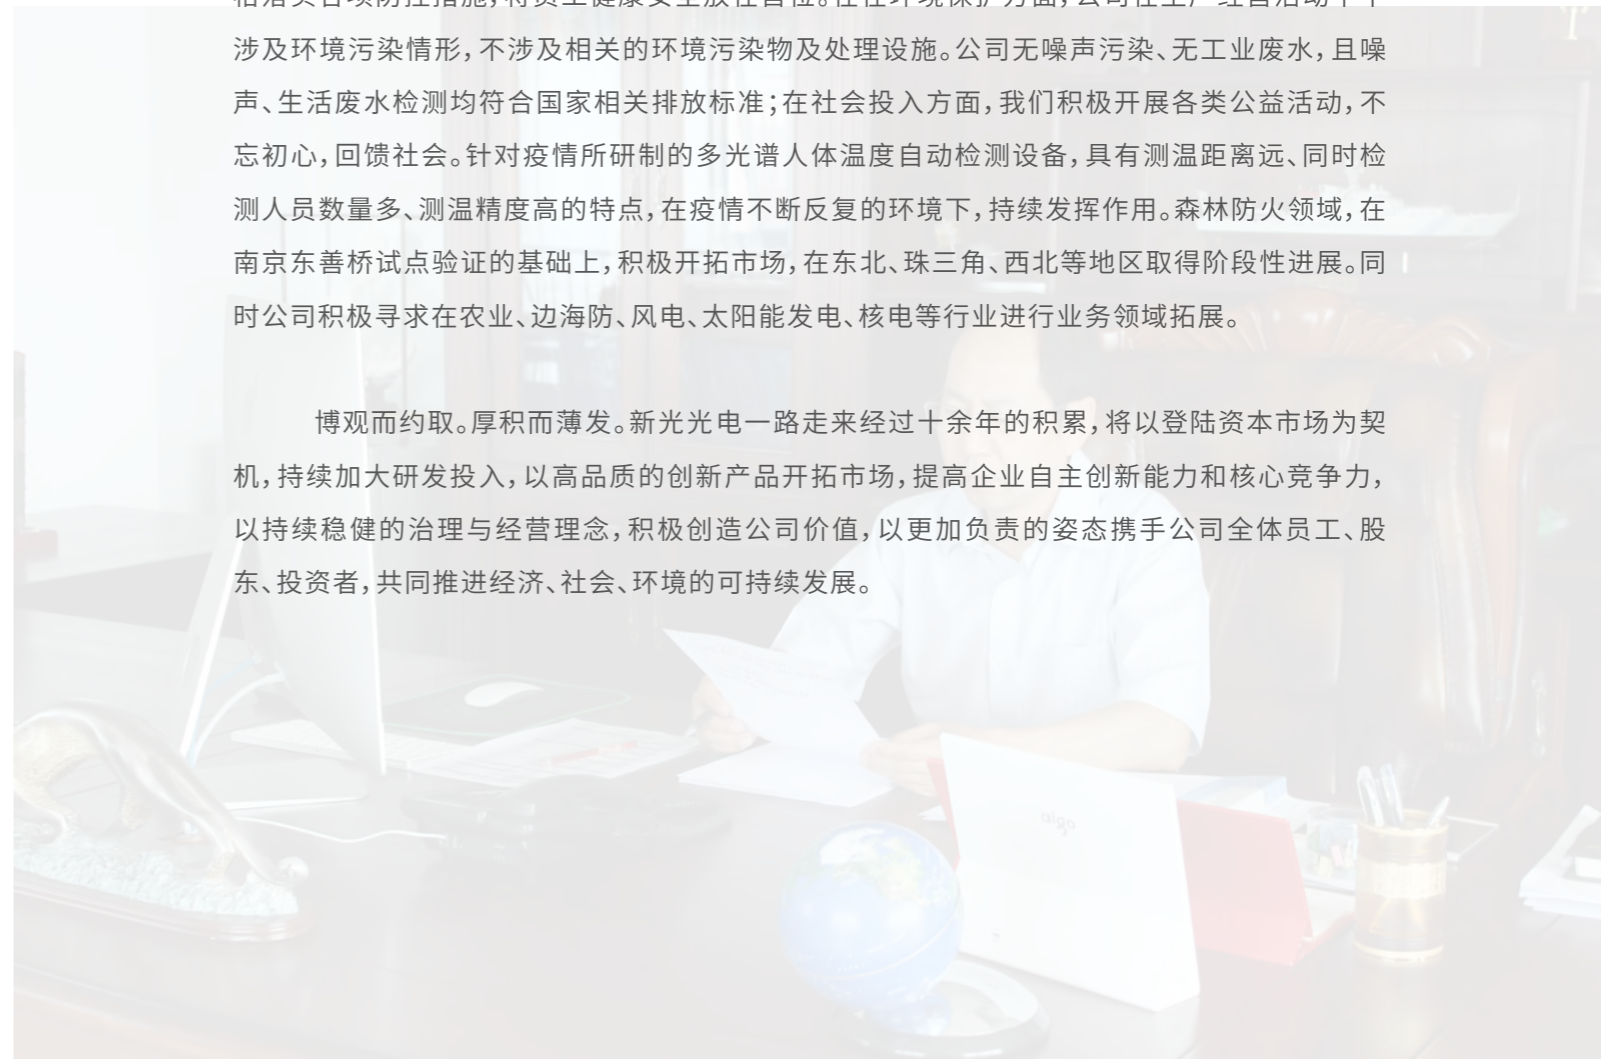 涉及环境污染情形，不涉及相关的环境污染物及处理设施。公司无噪声污染、无工业废水，且噪
声、生活废水检测均符合国家相关排放标准；在社会投入方面，我们积极开展各类公益活动，不
忘初心，回馈社会。针对疫情所研制的多光谱人体温度自动检测设备，具有测温距离远、同时检
测人员数量多、测温精度高的特点，在疫情不断反复的环境下，持续发挥作用。森林防火领域，在
南京东善桥试点验证的基础上，积极开拓市场，在东北、珠三角、西北等地区取得阶段性进展。同
时公司积极寻求在农业、边海防、风电、太阳能发电、核电等行业进行业务领域拓展。
博观而约取。厚积而薄发。新光光电一路走来经过十余年的积累，将以登陆资本市场为契
机，持续加大研发投入，以高品质的创新产品开拓市场，提高企业自主创新能力和核心竞争力，
以持续稳健的治理与经营理念，积极创造公司价值，以更加负责的姿态携手公司全体员工、股
东、投资者，共同推进经济、社会、环境的可持续发展。
aigo